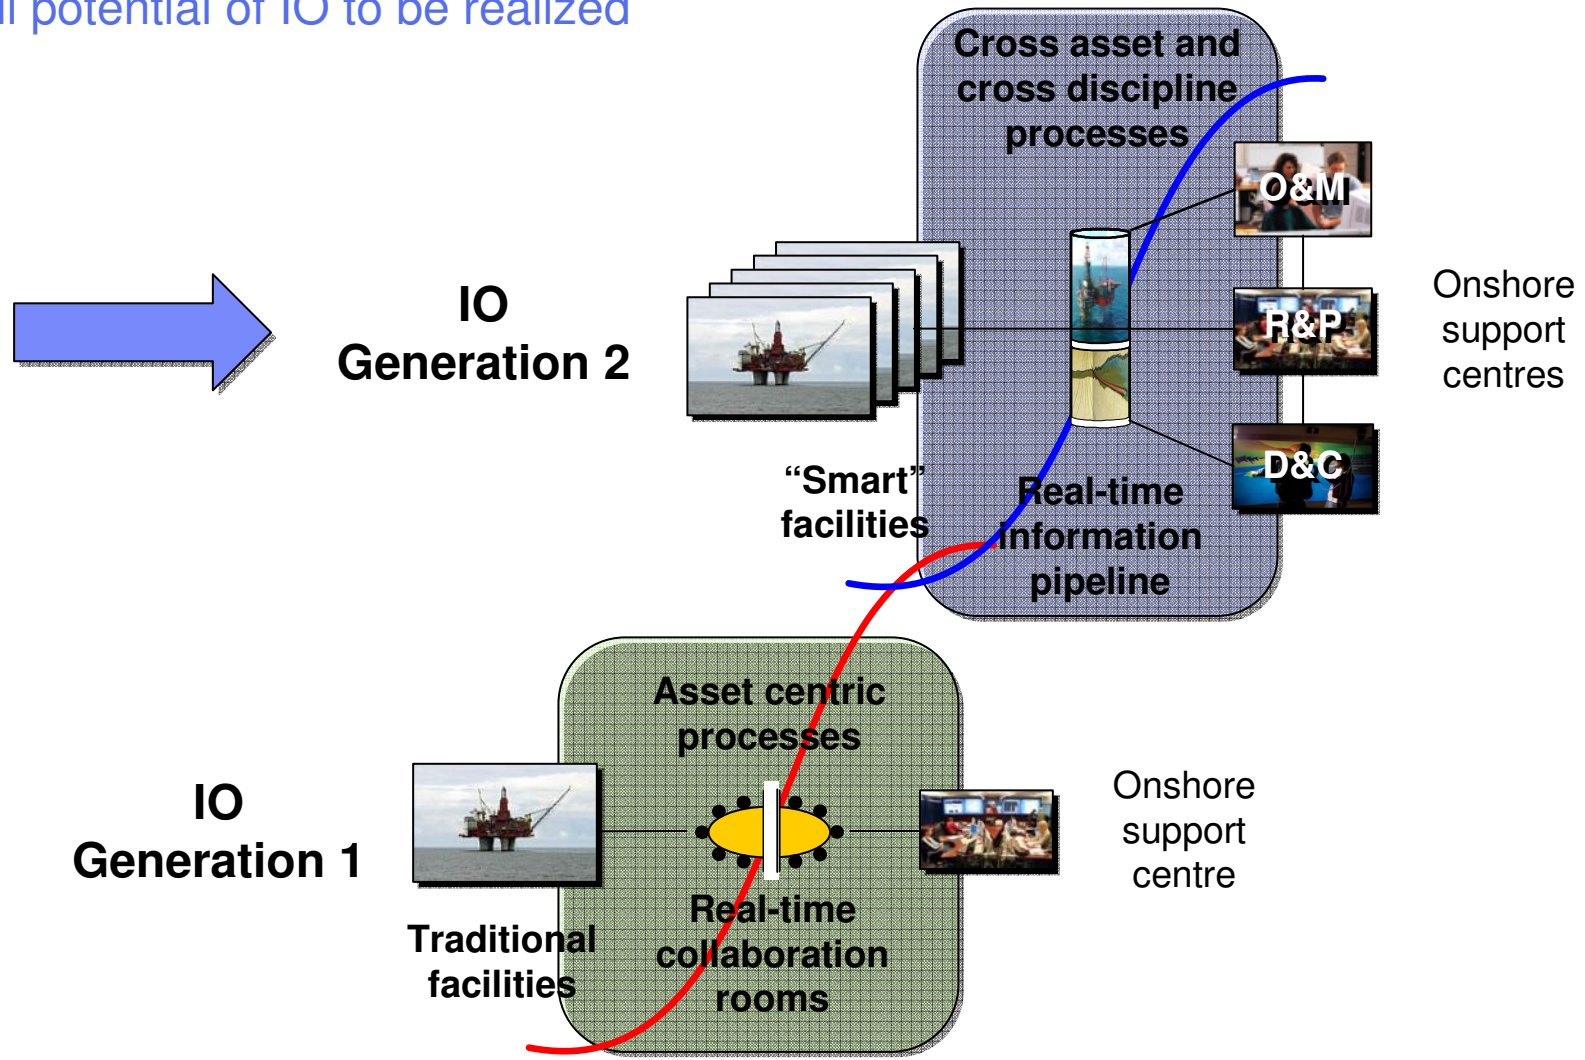 potential of IO to be realized
Cross asset and
cross discipline
processes
O&M
IO
Generation 2
R&P
Onshore
support
centres
D&C
“Smart”
facilities
Real-time
information
pipeline
Asset centric
processes
IO
Generation 1
Onshore
support
centre
Real-time
collaboration
rooms
Traditional
facilities